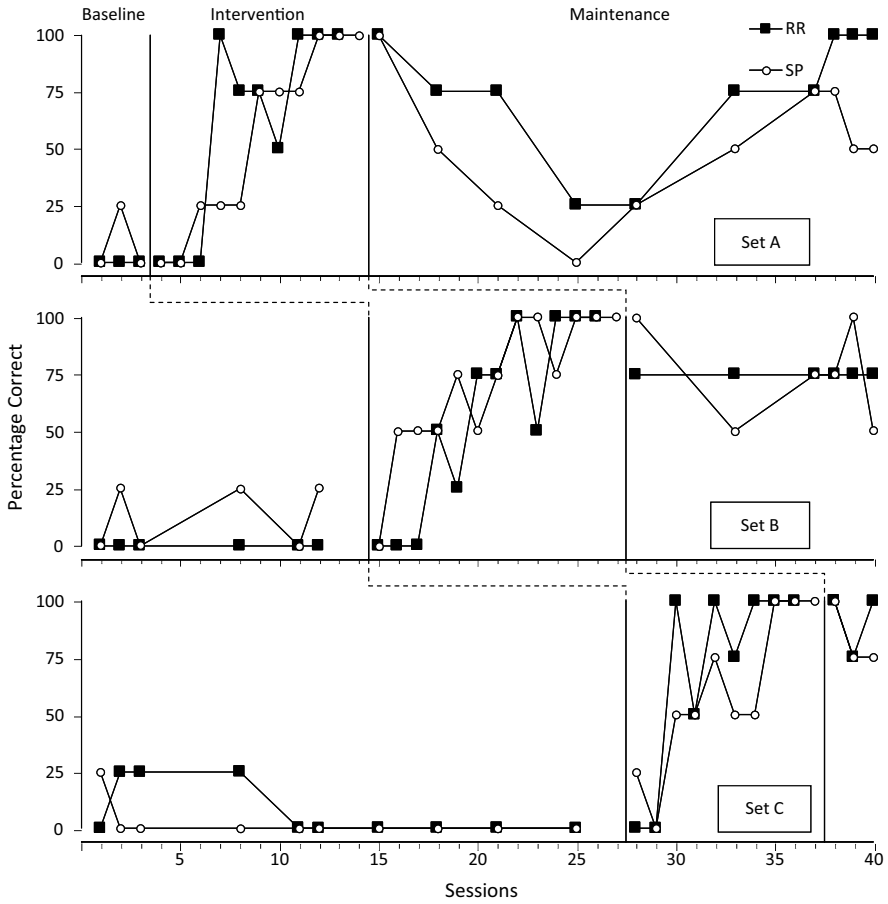 Baseline Intervention Maintenance
RR
SP
100
75
50
25
0
Set A
100
75
50
25
0
Set B
Percentage Correct
100
75
50
25
0
Set C
5 10 15 20 25 30 35 40
Sessions